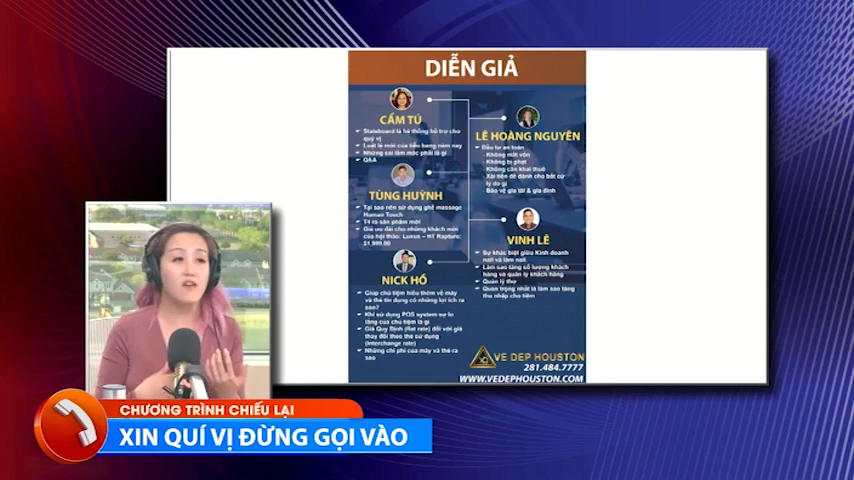 DIỄN GIẢ
CẨM TÚ
Stateboard là hệ thống hỗ trợ cho
quý vị
Luật lệ mới của tiểu bang năm nay
Những sai lầm mắc phải là gì
Q&A
TÙNG HUỲNH
Tại sao nên sử dụng ghế massage
Human Touch
T4 ra sản phẩm mới
Giá ưu đãi cho những khách mời
của hội thảo: Luxus – HT Rapture:
$1,999.00
NICK HỒ
Giúp chủ tiệm hiểu thêm về máy
và thẻ tín dụng có những lợi ích ra
sao?
Khi sử dụng POS system sự lo
lắng của chủ tiệm là gì
Giá Quy Định (flat rate) đối với giá
thay đổi theo thẻ sử dụng
(Interchange rate)
Những chi phí của máy và thẻ ra
sao
LÊ HOÀNG NGUYÊN
Đầu tư an toàn
Không mất vốn
Không bị phạt
Không cần khai thuế
Xài tiền để dành cho bất cứ
lý do gì
Bảo vệ gia tài & gia đình
VINH LÊ
Sự khác biệt giữa Kinh doanh
nail và làm nail.
Làm sao tăng số lượng khách
hàng và quản lý khách hàng
Quản lý thợ
Quan trọng nhất là làm sao tăng
thu nhập cho tiệm
VE DEP HOUSTON
281.484.7777
WWW.VEDEPHOUSTON.COM
CHƯƠNG TRÌNH CHIẾU LẠI
XIN QUÍ VỊ ĐỪNG GỌI VÀO